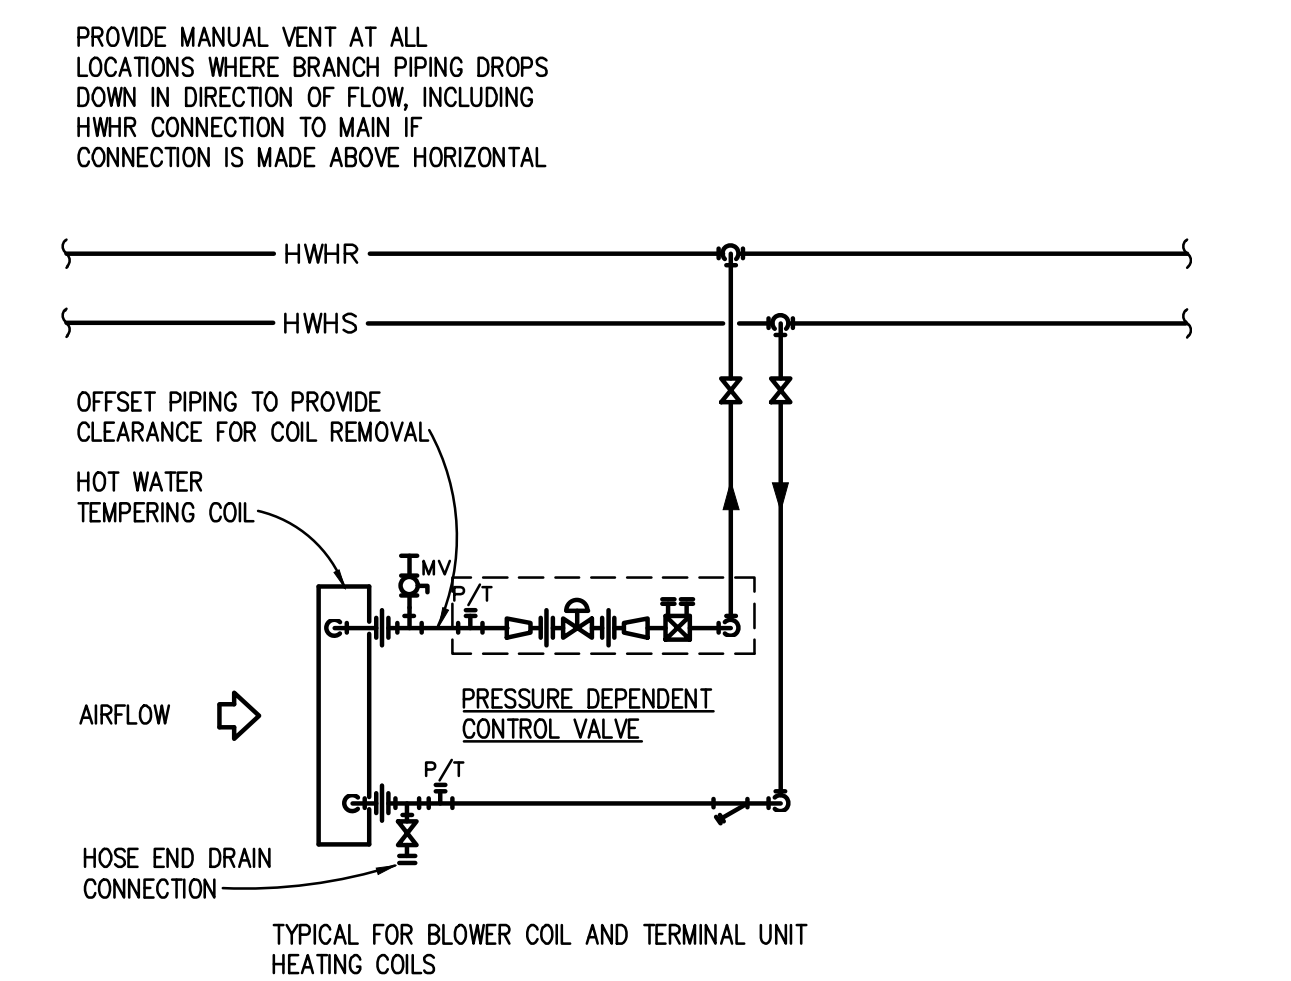 PROVIDE MANUAL VENT AT ALL
LOCATIONS WHERE BRANCH PIPING DROPS
DOWN IN DIRECTION OF FLOW, INCLUDING
HWHR CONNECTION TO MAIN IF
CONNECTION IS MADE ABOVE HORIZONTAL
HWHR
HWHS
OFFSET PIPING TO PROVIDE
CLEARANCE FOR COIL REMOVAL
HOT WATER
TEMPERING COIL
MV
P/T
AIRFLOW
PRESSURE DEPENDENT
CONTROL VALVE
P/T
HOSE END DRAIN
CONNECTION
TYPICAL FOR BLOWER COIL AND TERMINAL UNIT
HEATING COILS